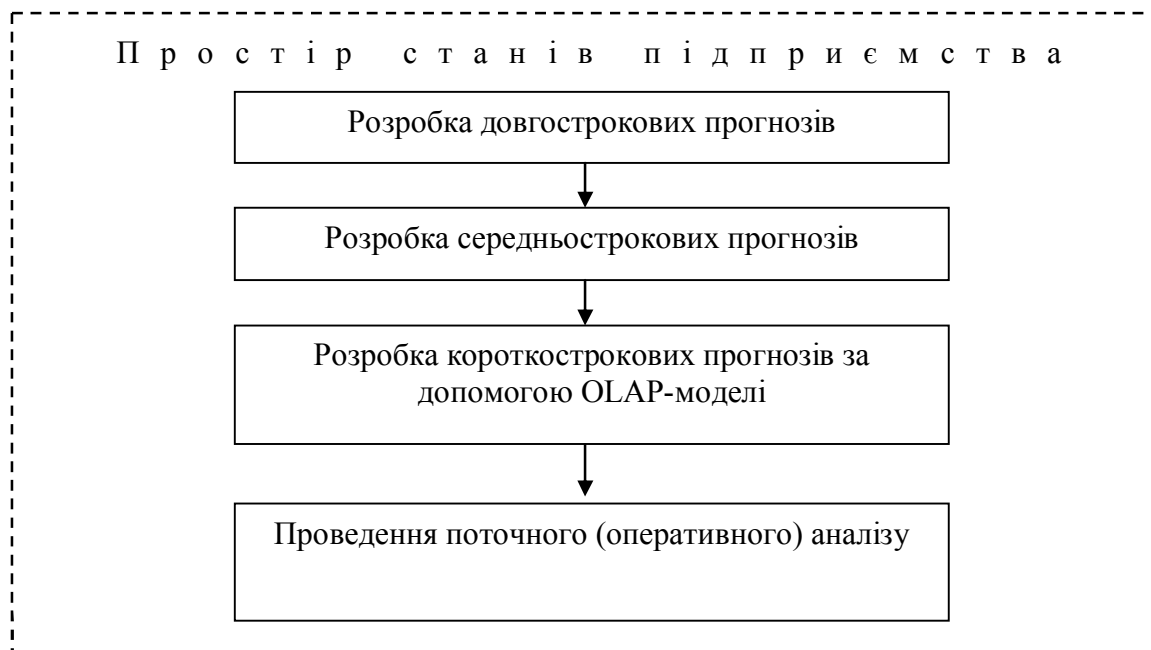 Простір станів підприємства
Розробка довгострокових прогнозів
Розробка середньострокових прогнозів
Розробка короткострокових прогнозів за
допомогою OLAP-моделі
Проведення поточного (оперативного) аналізу